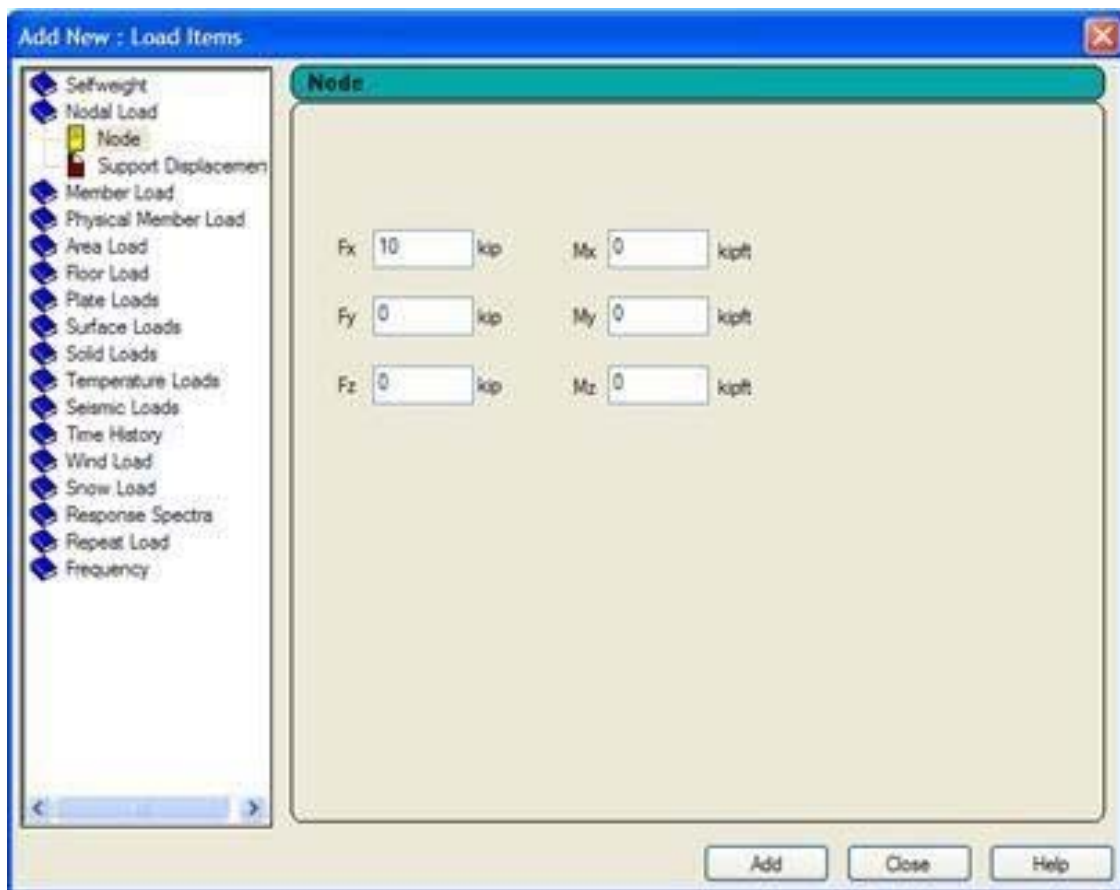 Add New : Load Items
Selfweight
Nodal Load
Node
Support Displacemen
Member Load
Physical Member Load
Area Load
Floor Load
Plate Loads
Surface Loads
Solid Loads
Temperature Loads
Seismic Loads
Time History
Wind Load
Snow Load
Response Spectra
Repeat Load
Frequency
Node
Fx 10 kip Mx 0 kipft
Fy 0 kip My 0 kipft
Fz 0 kip Mz 0 kipft
Add Close Help